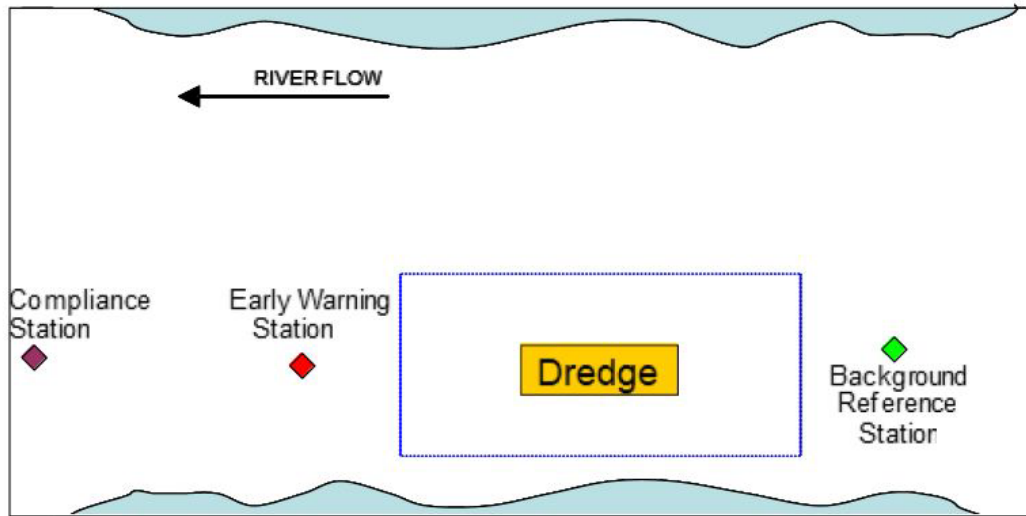 RIVER FLOW
Compliance
Station
Early Warning
Station
Dredge
Background
Reference
Station